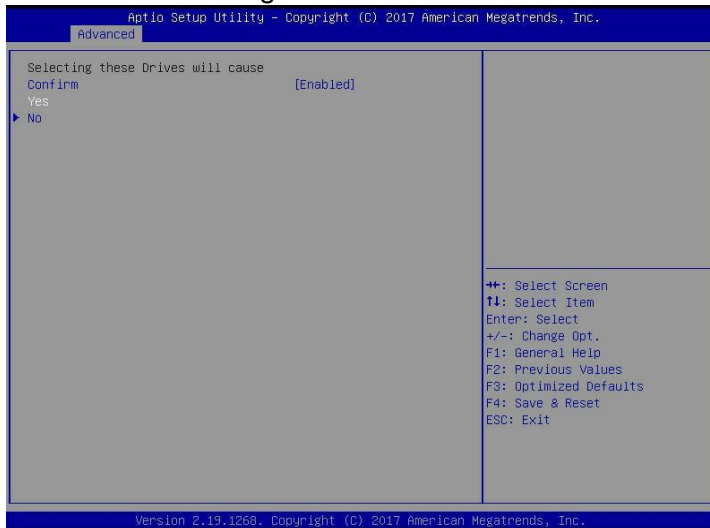 Aptio Setup Utility – Copyright (C) 2017 American Megatrends, Inc.
Advanced
Selecting these Drives will cause
Confirm [Enabled]
Yes
No
→←: Select Screen
↑↓: Select Item
Enter: Select
+/-: Change Opt.
F1: General Help
F2: Previous Values
F3: Optimized Defaults
F4: Save & Reset
ESC: Exit
Version 2.19.1268. Copyright (C) 2017 American Megatrends, Inc.